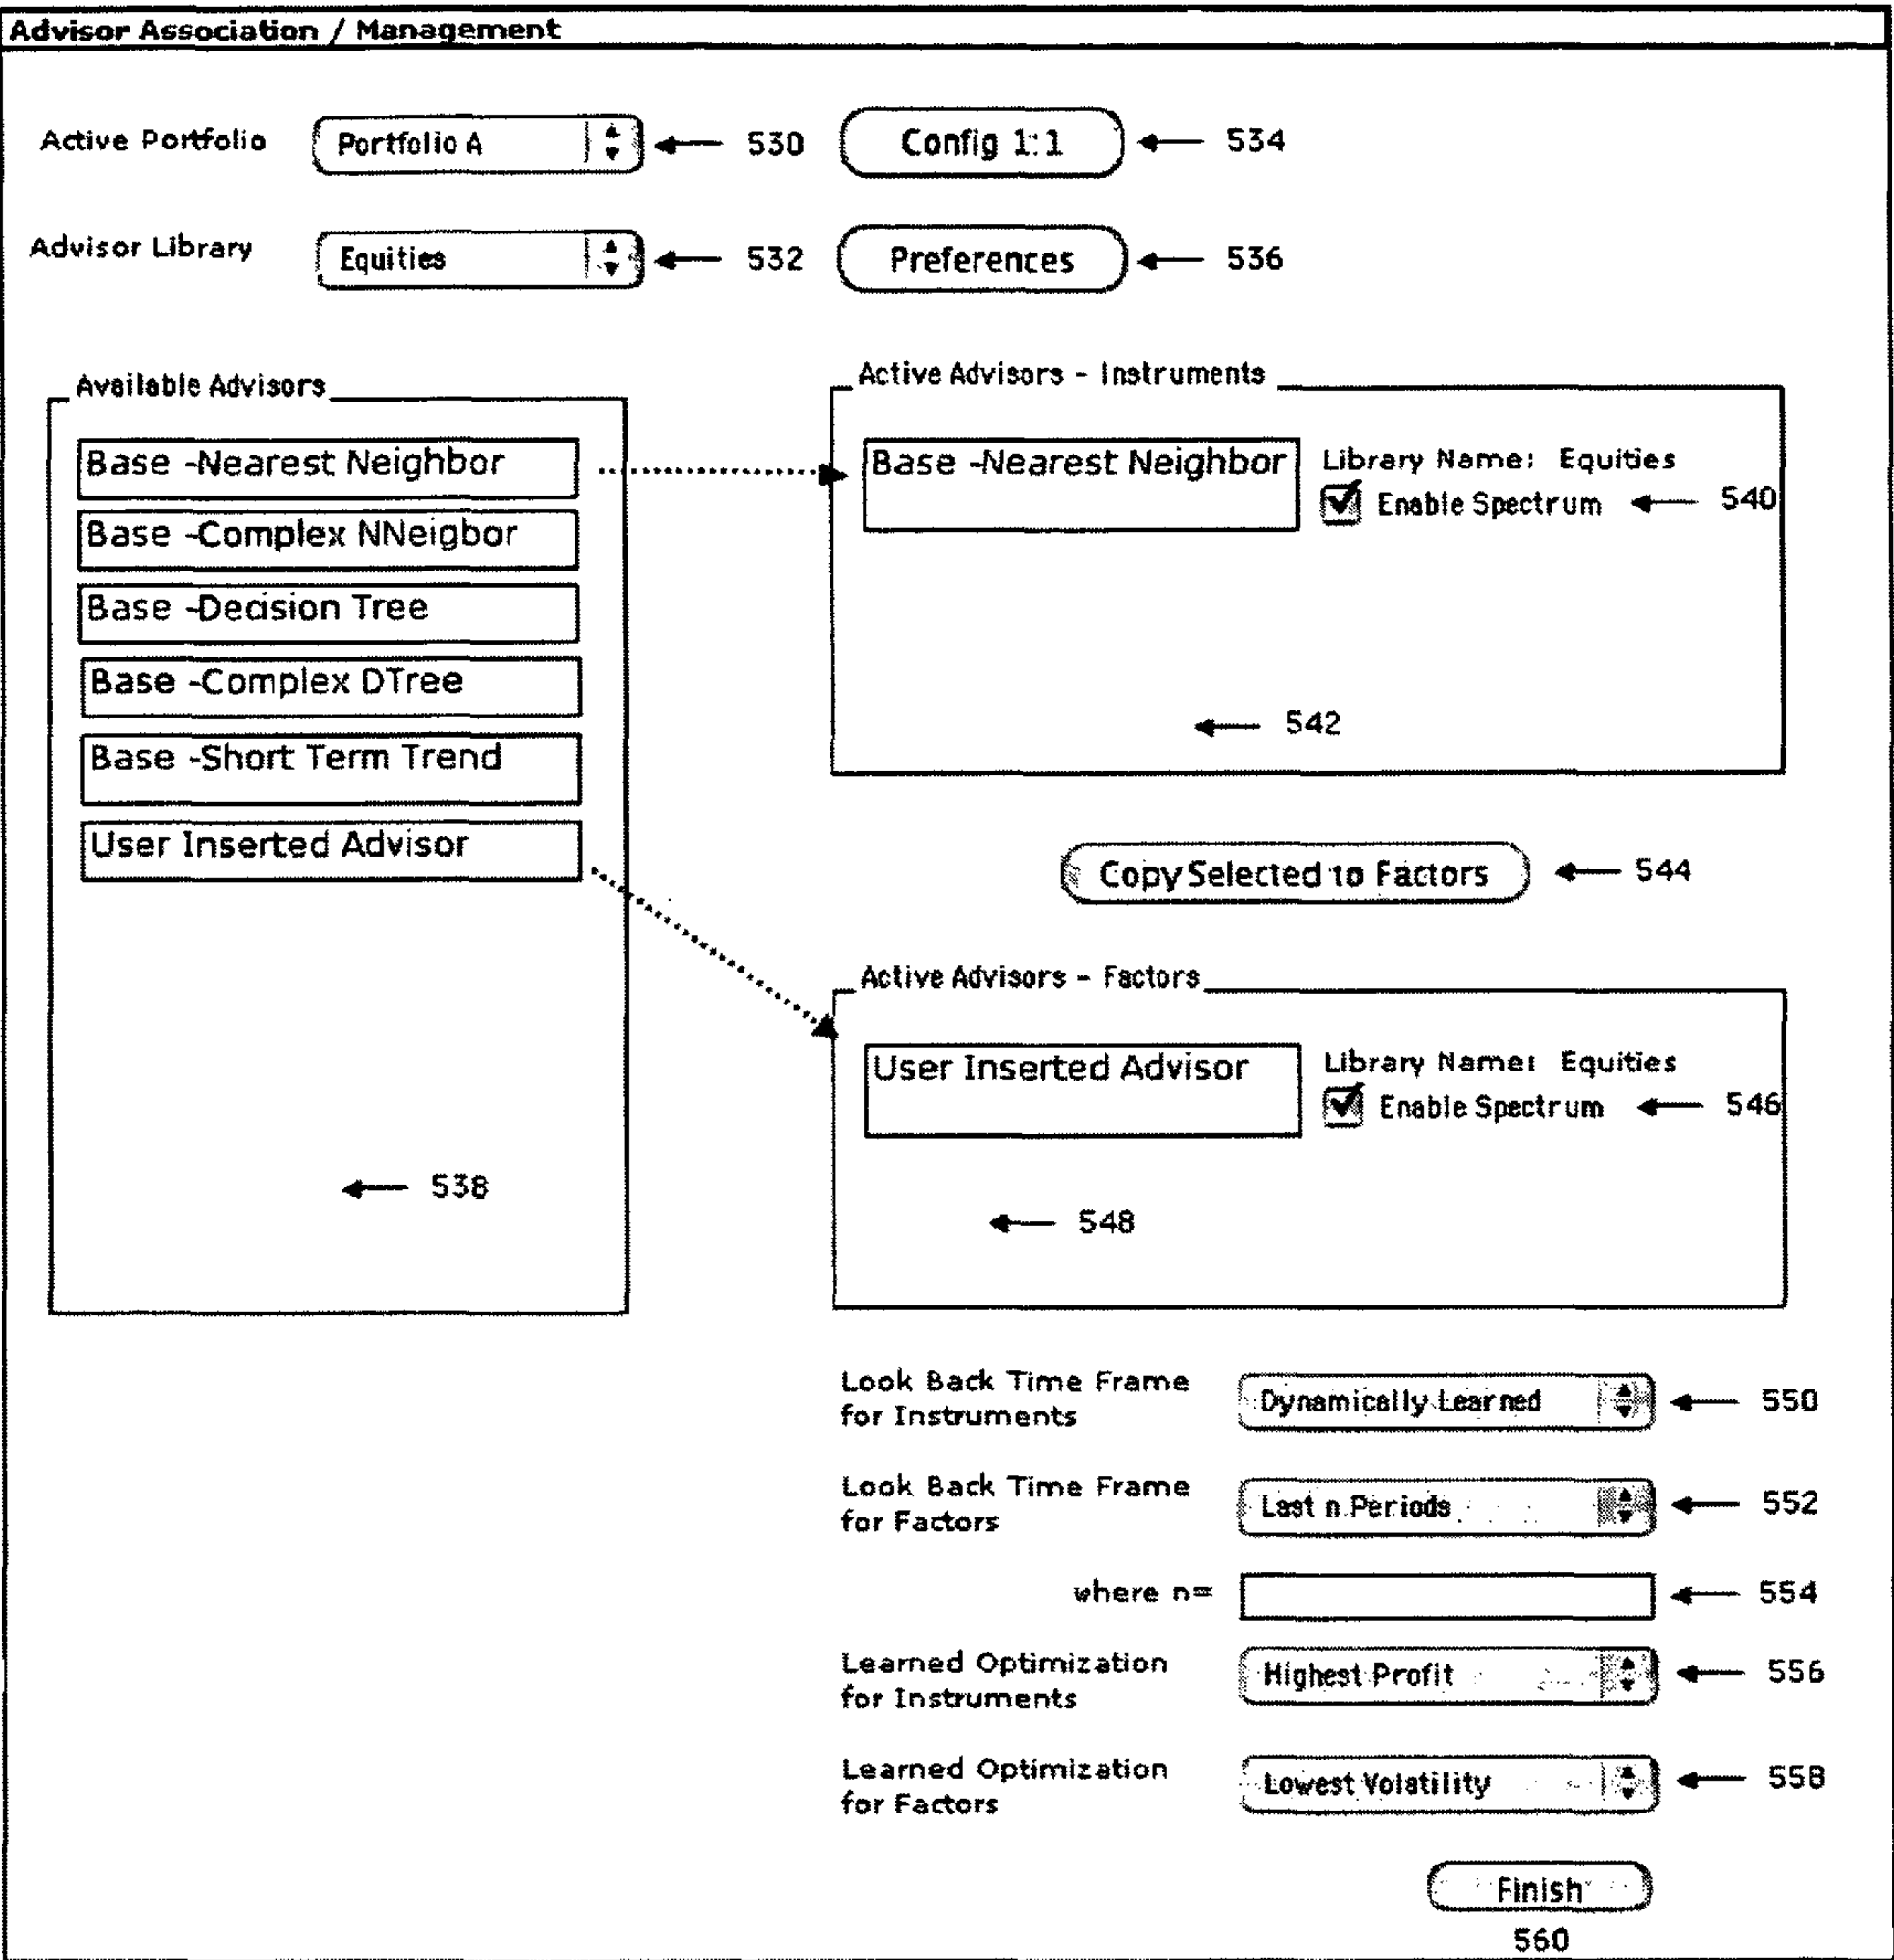 Advisor Association / Management
Active Portfolio Portfolio A 530 Config 1:1 534
Advisor Library Equities 532 Preferences 536
Available Advisors
Base -Nearest Neighbor
Base -Complex NNeigbor
Base -Decision Tree
Base -Complex DTree
Base -Short Term Trend
User Inserted Advisor
538
Active Advisors - Instruments
Base -Nearest Neighbor Library Name: Equities
Enable Spectrum 540
542
Copy Selected to Factors 544
Active Advisors - Factors
User Inserted Advisor Library Name: Equities
Enable Spectrum 546
548
Look Back Time Frame
for Instruments Dynamically Learned 550
Look Back Time Frame
for Factors Last n Periods 552
where n= 554
Learned Optimization
for Instruments Highest Profit 556
Learned Optimization
for Factors Lowest Volatility 558
Finish
560